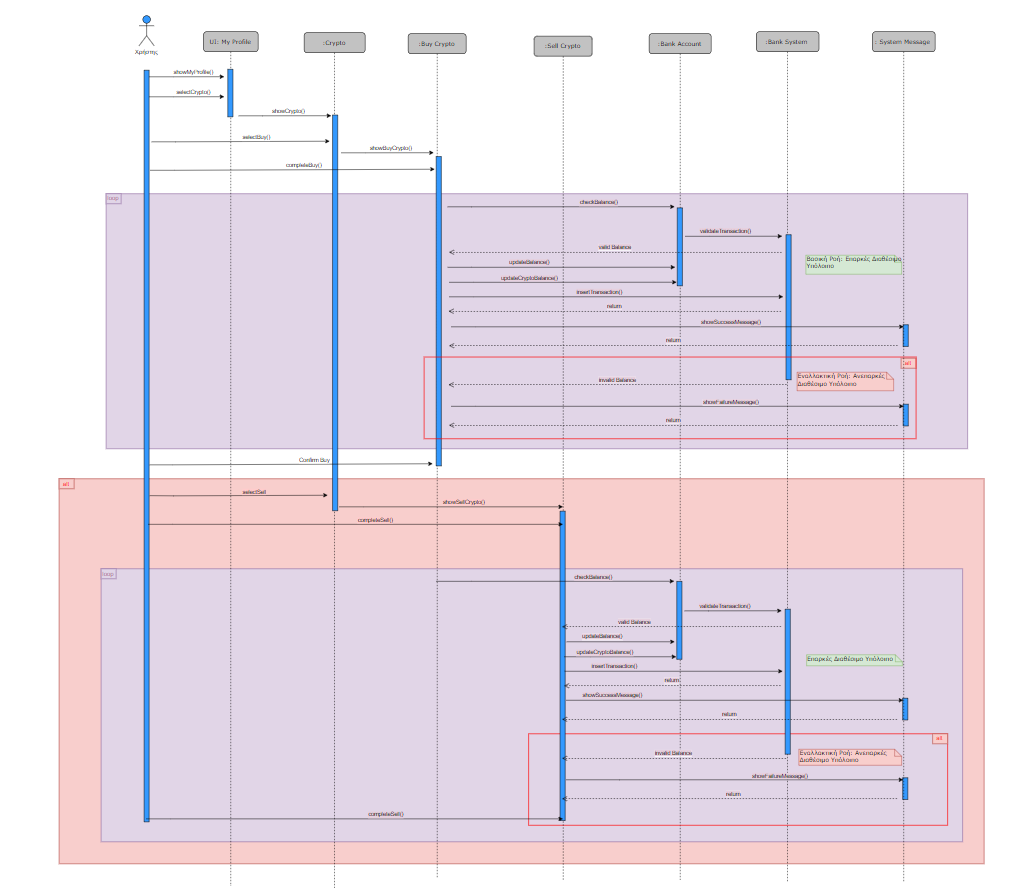 Χρήστης
UI: My Profile
:Crypto
:Buy Crypto
:Sell Crypto
:Bank Account
:Bank System
: System Message
showMyProfile()
selectCrypto()
showCrypto()
selectBuy()
showBuyCrypto()
completeBuy()
loop
checkBalance()
validateTransaction()
valid Balance
Βασική Ροή: Επαρκές Διαθέσιμο
Υπόλοιπο
updateBalance()
updateCryptoBalance()
insertTransaction()
return
showSuccessMessage()
return
alt
invalid Balance
Εναλλακτική Ροή: Ανεπαρκές
Διαθέσιμο Υπόλοιπο
showFailureMessage()
return
Confirm Buy
alt
selectSell
showSellCrypto()
completeSell()
loop
checkBalance()
validateTransaction()
valid Balance
updateBalance()
updateCryptoBalance()
Επαρκές Διαθέσιμο Υπόλοιπο
insertTransaction()
return
showSuccessMessage()
return
alt
invalid Balance
Εναλλακτική Ροή: Ανεπαρκές
Διαθέσιμο Υπόλοιπο
showFailureMessage()
return
completeSell()